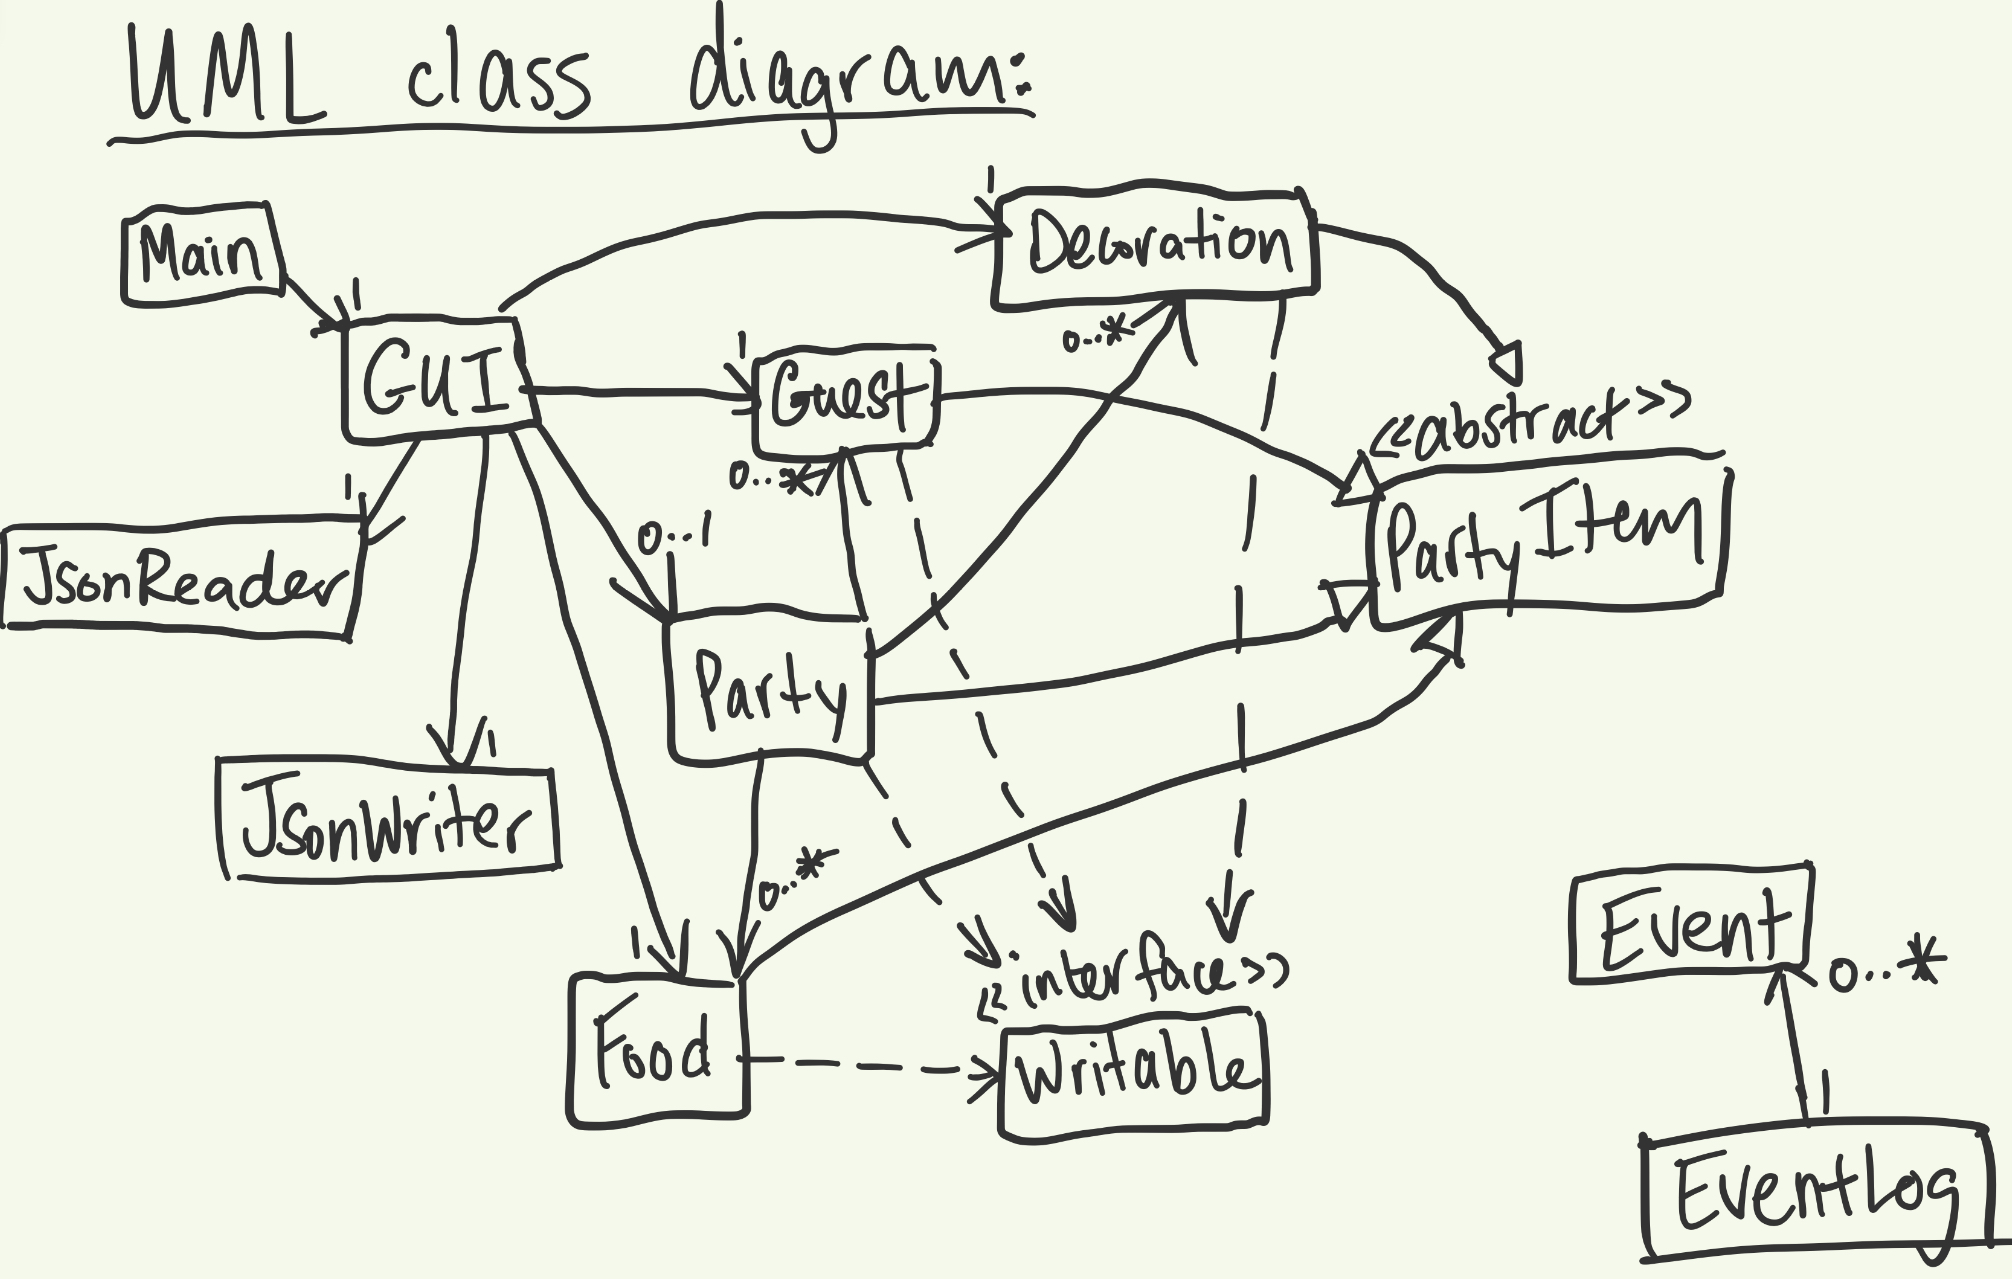 UML class diagram:
1
Decoration
Main
1
GUI
0..*
1
Guest
<<abstract>>
0..*
Party Item
1
0..1
JsonReader
Party
1
JsonWriter
0..*
Event
1
<<interface>>
0..*
Food
Writable
1
EventLog